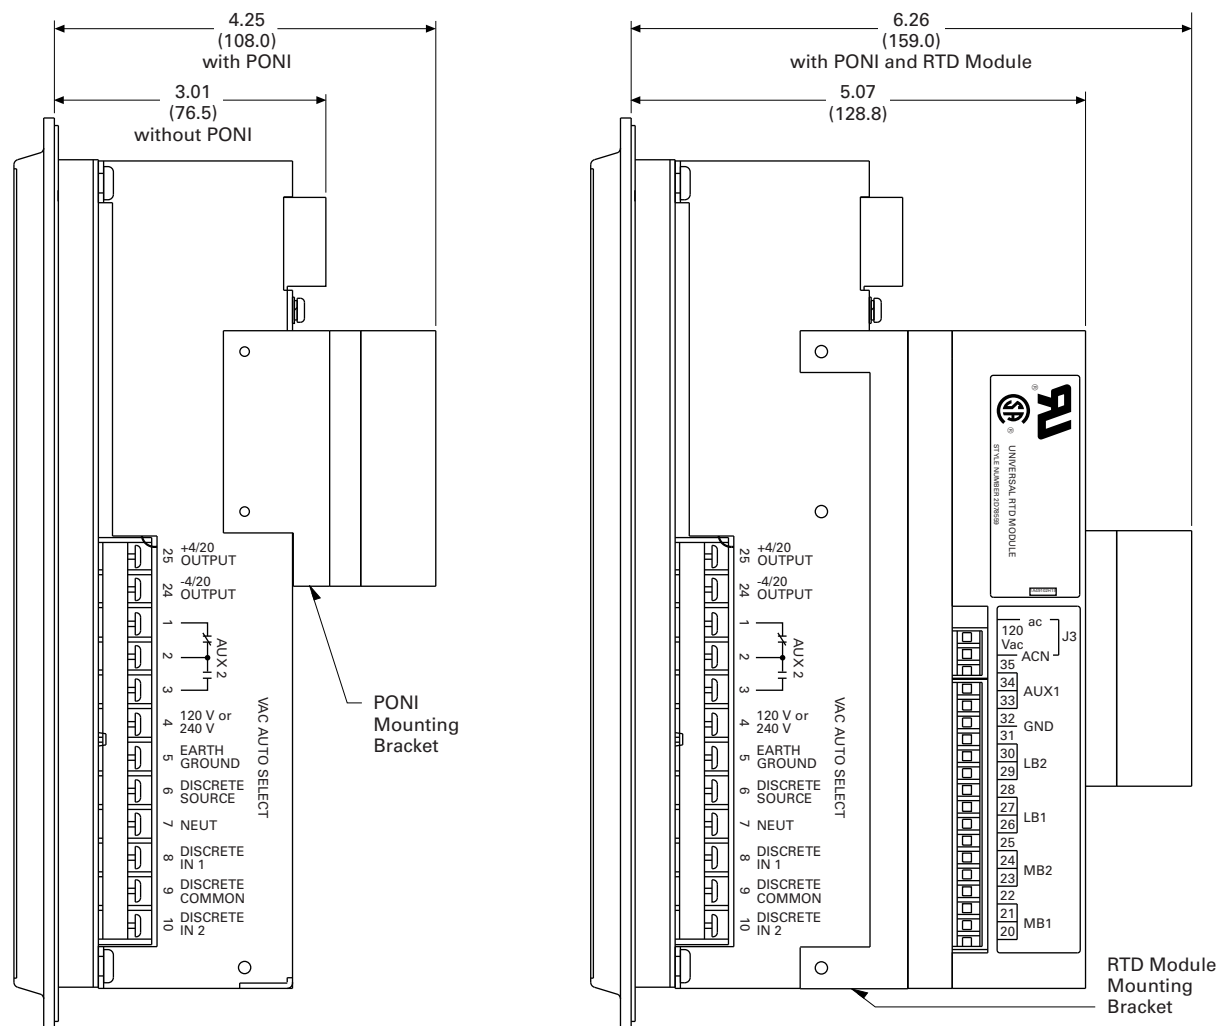 4.25
(108.0)
with PONI
3.01
(76.5)
without PONI
25 +4/20
OUTPUT
24 -4/20
OUTPUT
1
2
3
AUX 2
4 120 V or
240 V
5 EARTH
GROUND
6 DISCRETE
SOURCE
7 NEUT
8 DISCRETE
IN 1
9 DISCRETE
COMMON
10 DISCRETE
IN 2
VAC AUTO SELECT
PONI
Mounting
Bracket
6.26
(159.0)
with PONI and RTD Module
5.07
(128.8)
25 +4/20
OUTPUT
24 -4/20
OUTPUT
1
2
3
AUX 2
4 120 V or
240 V
5 EARTH
GROUND
6 DISCRETE
SOURCE
7 NEUT
8 DISCRETE
IN 1
9 DISCRETE
COMMON
10 DISCRETE
IN 2
VAC AUTO SELECT
®
®
UNIVERSAL RTD MODULE
STYLE NUMBER 2D78559
120
Vac
ac
ACN
J3
35
34
33
AUX1
32
31
GND
30
29
LB2
28
27
26
LB1
25
24
23
MB2
22
21
20
MB1
RTD Module
Mounting
Bracket